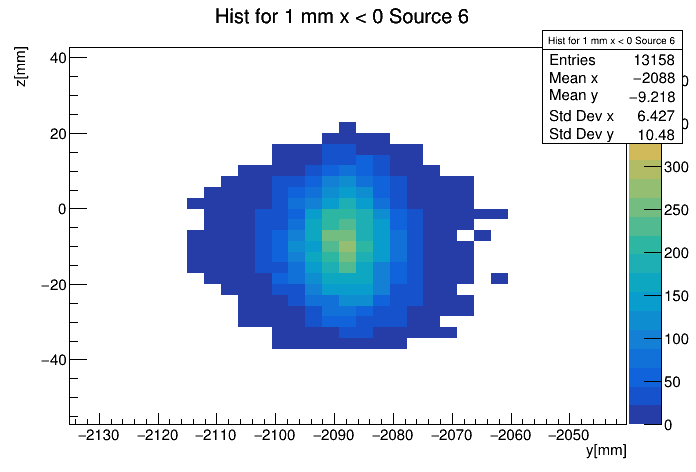 Hist for 1 mm x < 0 Source 6
Hist for 1 mm x < 0 Source 6
Entries 13158
Mean x −2088
Mean y −9.218
Std Dev x 6.427
Std Dev y 10.48
z[mm]
40
20
0
−20
−40
−2130 −2120 −2110 −2100 −2090 −2080 −2070 −2060 −2050
y[mm]
300
250
200
150
100
50
0